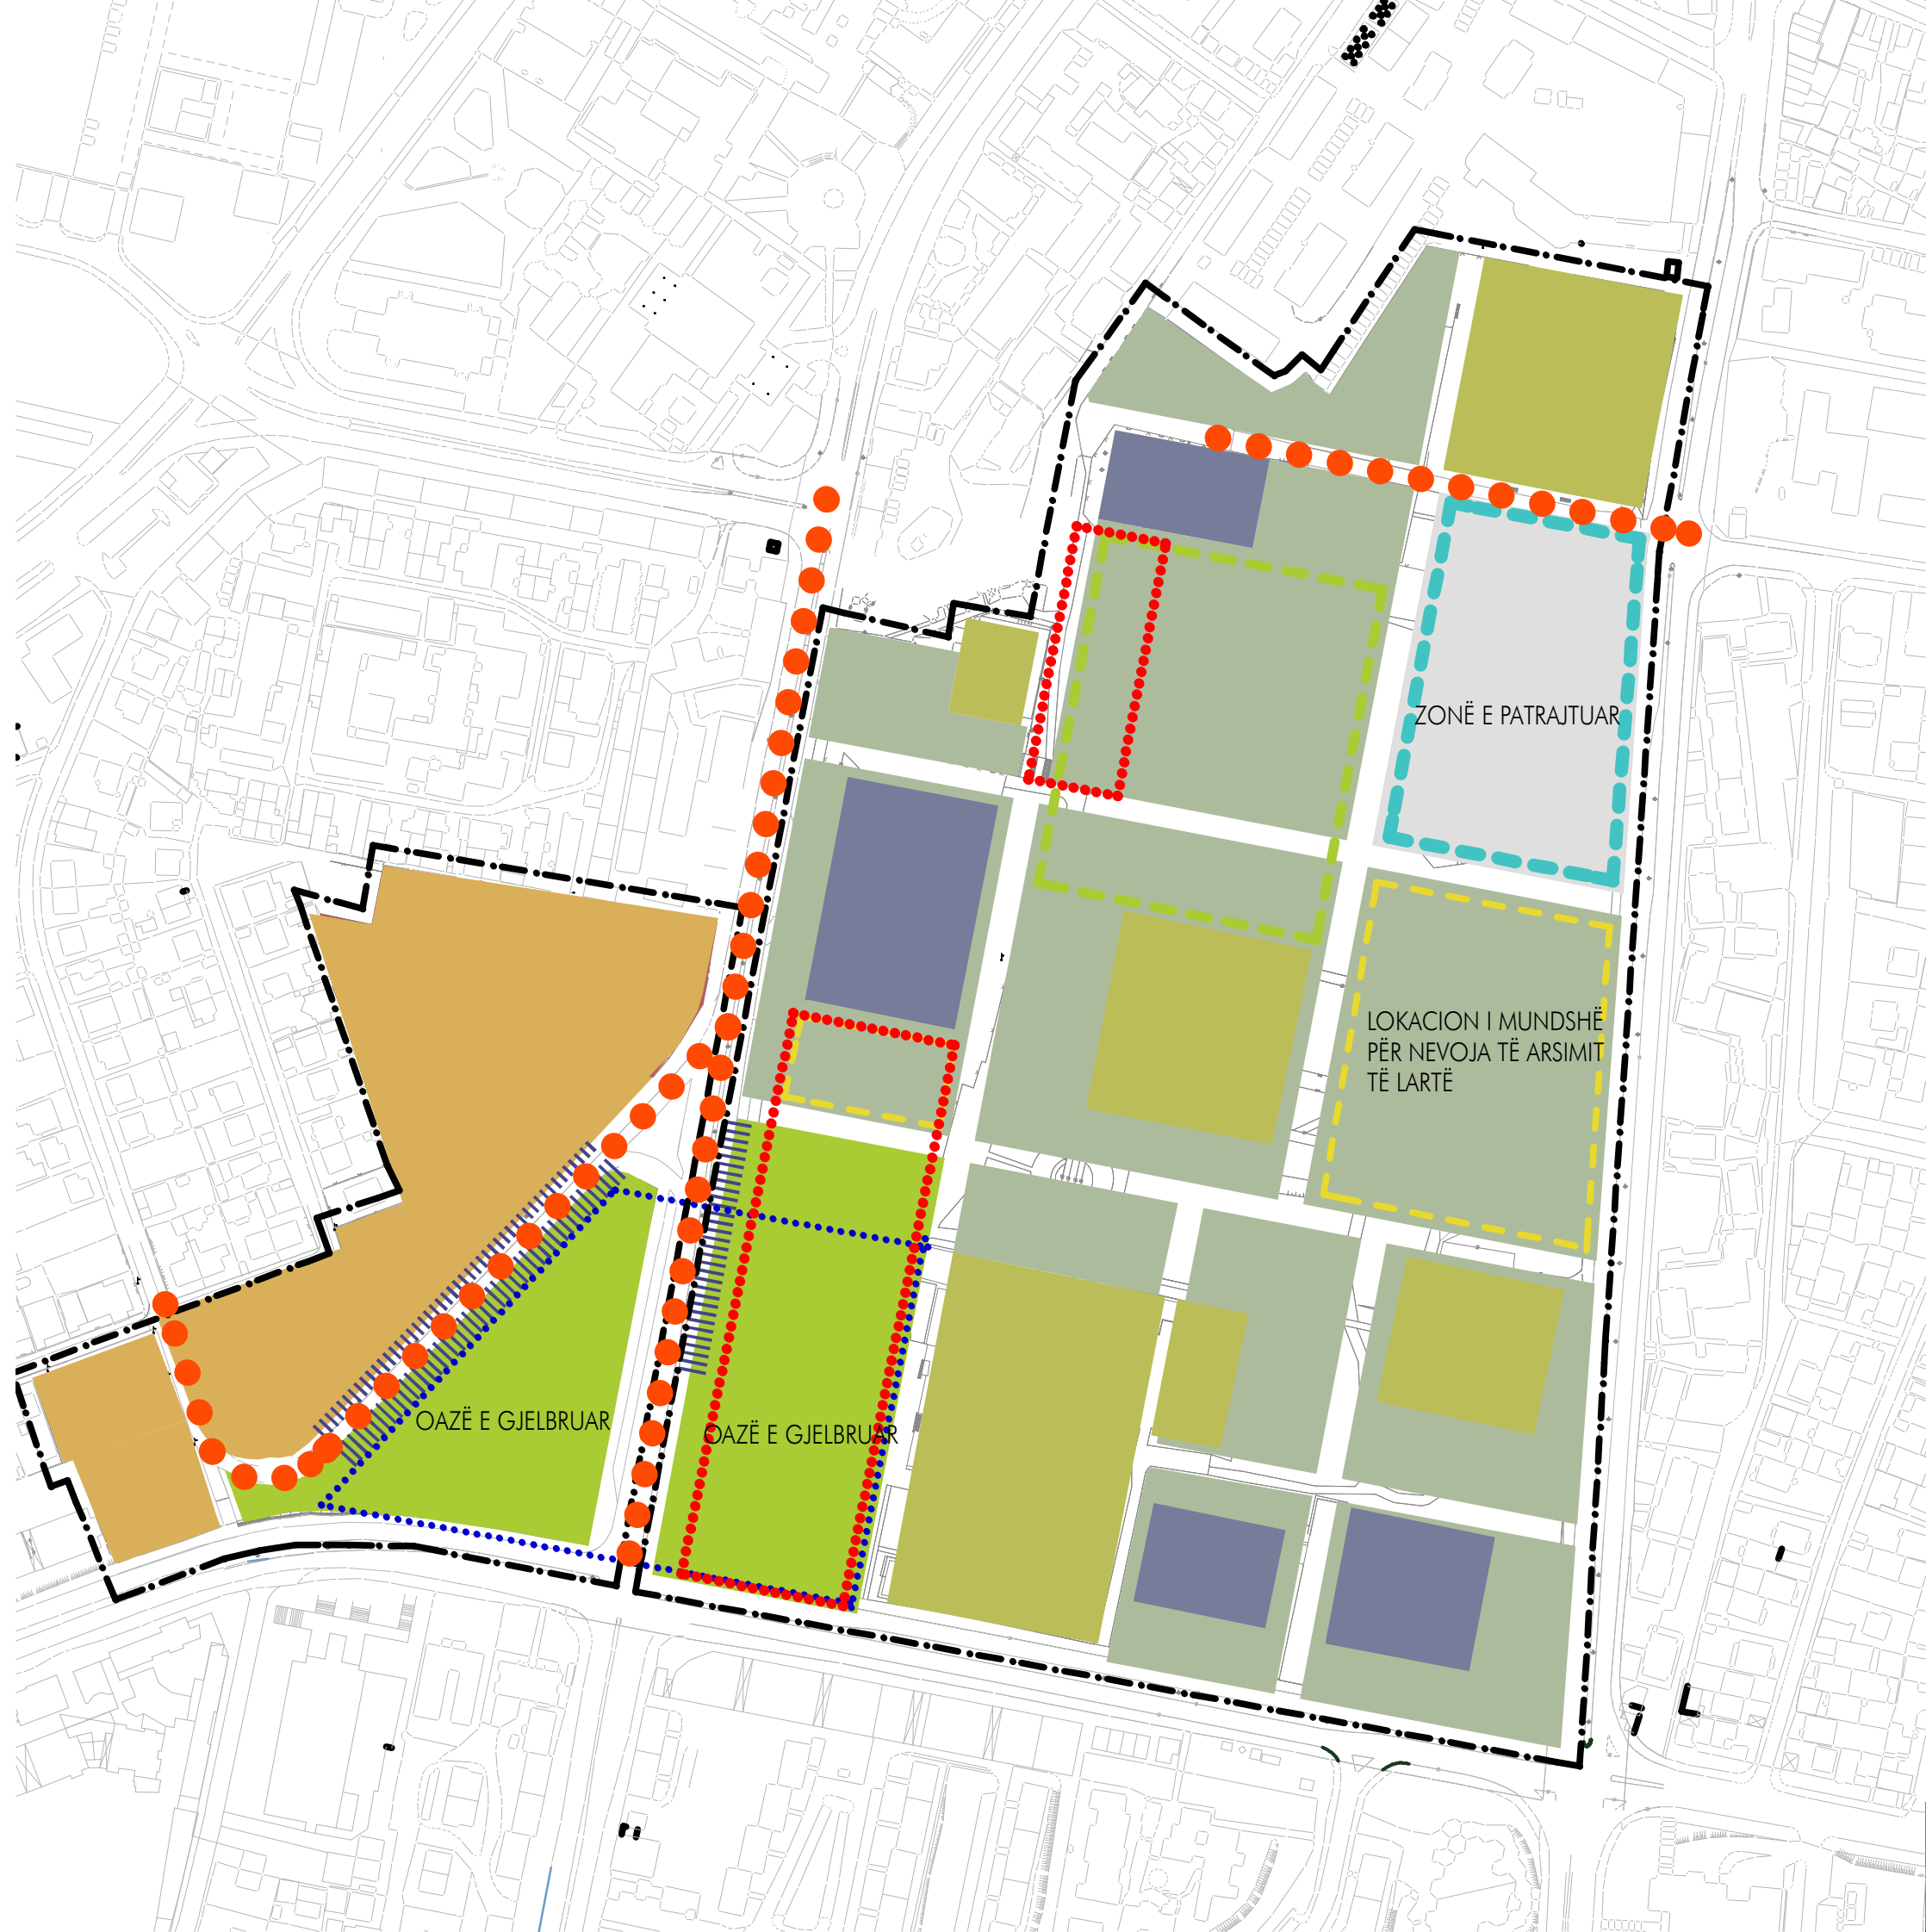 ZONË E PATRAJTUAR
LOKACION I MUNDSHË
PËR NEVOJA TË ARSIMIT
TË LARTË
OAZË E GJELBRUAR
OAZË E GJELBRUAR